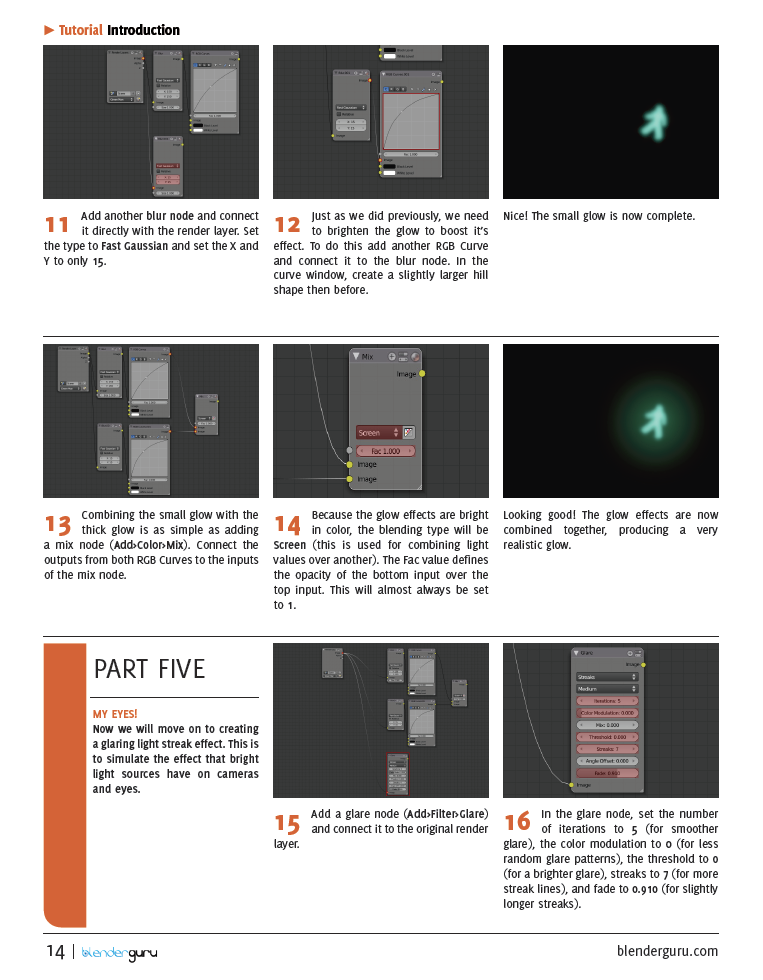 ► Tutorial Introduction
11 Add another blur node and connect
it directly with the render layer. Set
the type to Fast Gaussian and set the X and
Y to only 15.
12 Just as we did previously, we need
to brighten the glow to boost it’s
effect. To do this add another RGB Curve
and connect it to the blur node. In the
curve window, create a slightly larger hill
shape then before.
Nice! The small glow is now complete.
Mix
Image
Screen
Fac 1.000
Image
Image
13 Combining the small glow with the
thick glow is as simple as adding
a mix node (Add>Color>Mix). Connect the
outputs from both RGB Curves to the inputs
of the mix node.
14 Because the glow effects are bright
in color, the blending type will be
Screen (this is used for combining light
values over another). The Fac value defines
the opacity of the bottom input over the
top input. This will almost always be set
to 1.
Looking good! The glow effects are now
combined together, producing a very
realistic glow.
PART FIVE
MY EYES!
Now we will move on to creating
a glaring light streak effect. This is
to simulate the effect that bright
light sources have on cameras
and eyes.
15 Add a glare node (Add>Filter>Glare)
and connect it to the original render
layer.
Glare
Image
Streaks
Medium
Iterations: 5
Color Modulation: 0.000
Mix: 0.000
Threshold: 0.000
Streaks: 7
Angle Offset: 0.000
Fade: 0.910
Image
16 In the glare node, set the number
of iterations to 5 (for smoother
glare), the color modulation to 0 (for less
random glare patterns), the threshold to 0
(for a brighter glare), streaks to 7 (for more
streak lines), and fade to 0.910 (for slightly
longer streaks).
14 | blenderguru
blenderguru.com